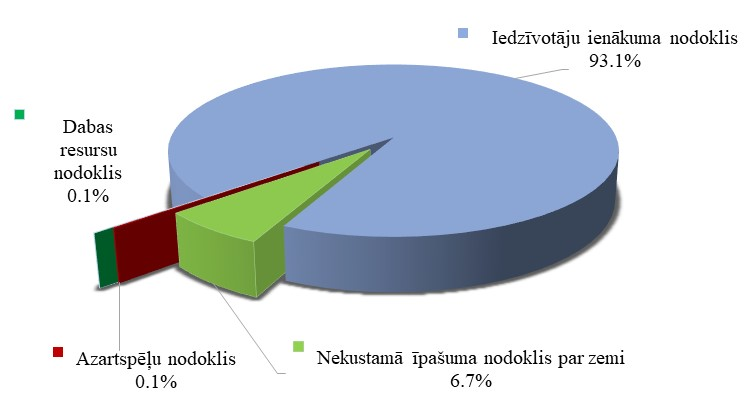 Iedzīvotāju ienākuma nodoklis
93.1%
Dabas
resursu
nodoklis
0.1%
Azartspēļu nodoklis
0.1%
Nekustamā īpašuma nodoklis par zemi
6.7%